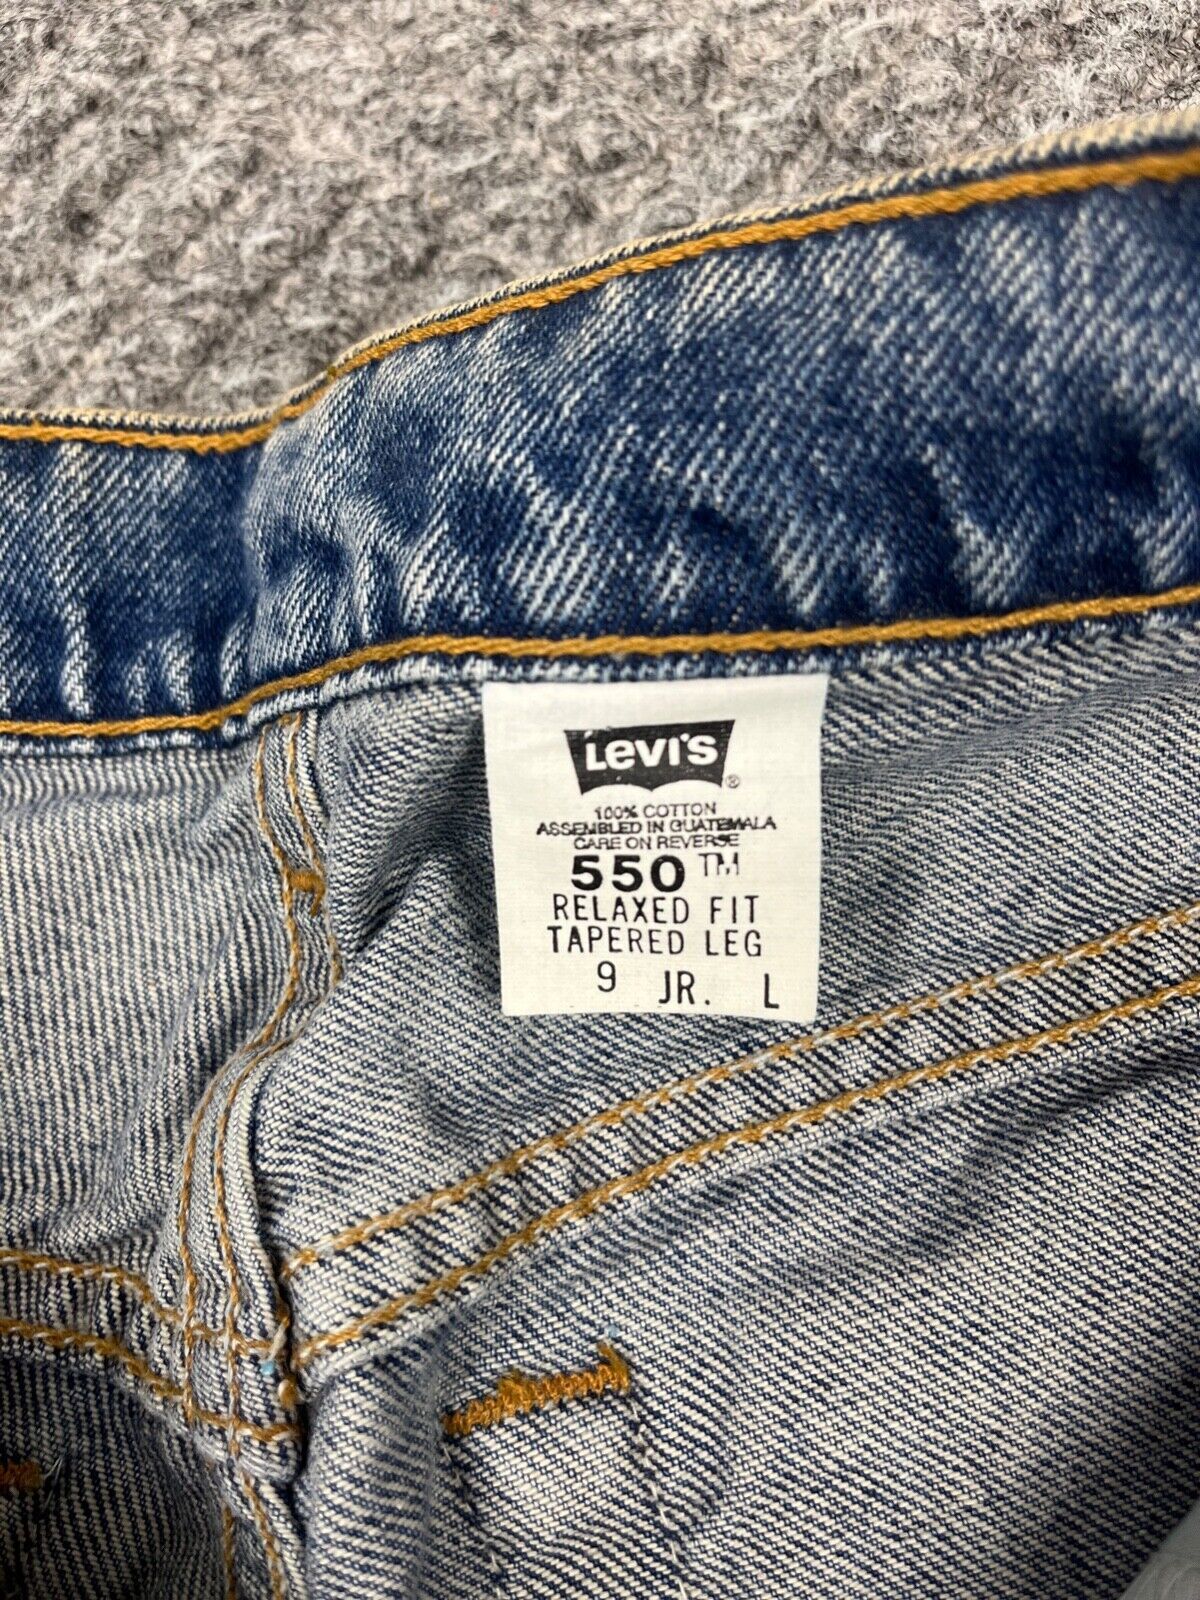 Levi's ®
100% COTTON
ASSEMBLED IN GUATEMALA
CARE ON REVERSE
550 TM
RELAXED FIT
TAPERED LEG
9 JR. L